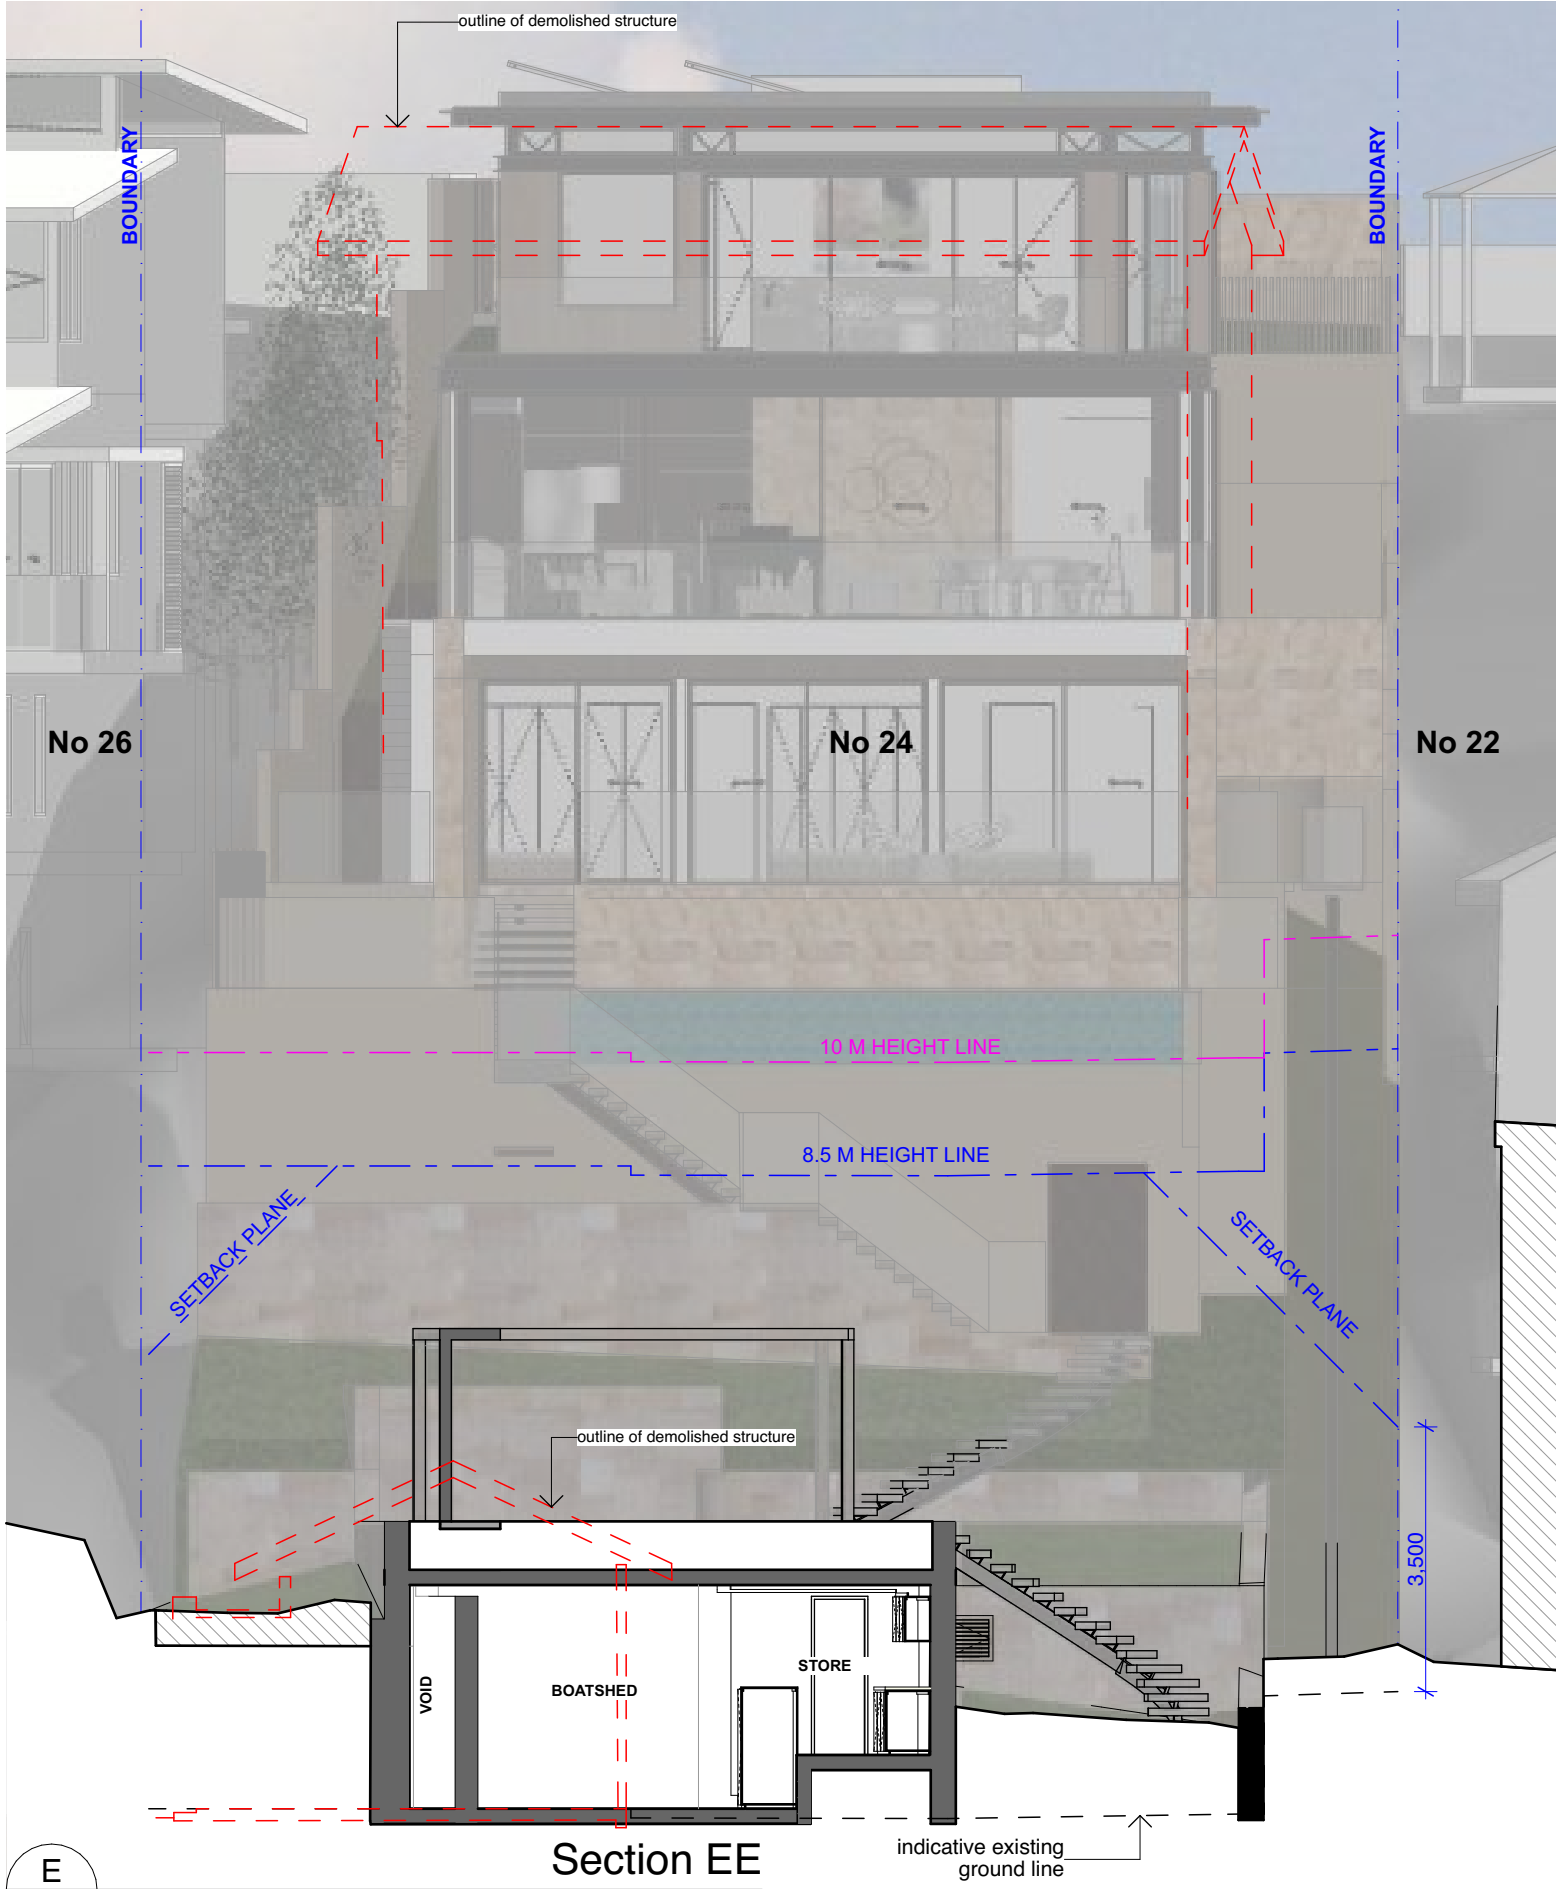 outline of demolished structure
BOUNDARY
BOUNDARY
No 26
No 24
No 22
10 M HEIGHT LINE
8.5 M HEIGHT LINE
SETBACK PLANE
SETBACK PLANE
outline of demolished structure
3,500
VOID
BOATSHED
STORE
Section EE
indicative existing
ground line
E